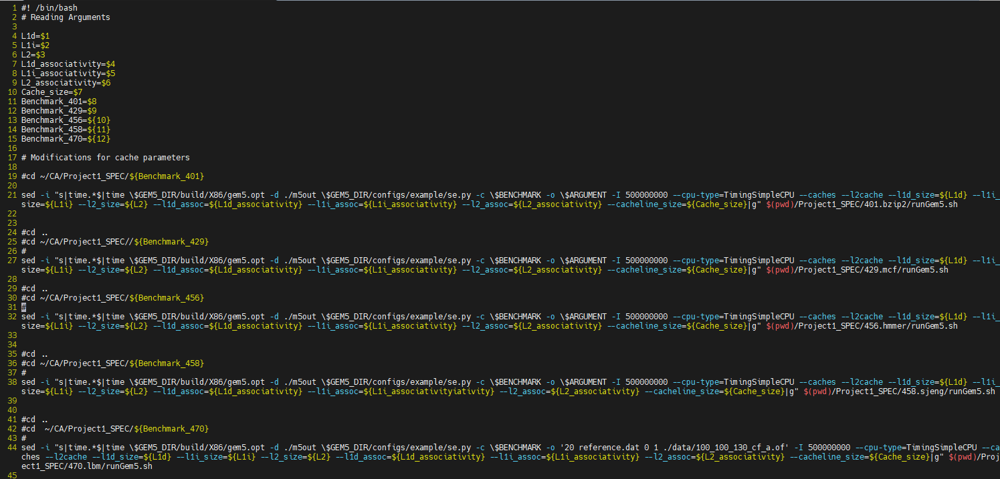 1 #! /bin/bash
2 # Reading Arguments
3
4 L1d=$1
5 L1i=$2
6 L2=$3
7 L1d_associativity=$4
8 L1i_associativity=$5
9 L2_associativity=$6
10 Cache_size=$7
11 Benchmark_401=$8
12 Benchmark_429=$9
13 Benchmark_456=${10}
14 Benchmark_458=${11}
15 Benchmark_470=${12}
16
17 # Modifications for cache parameters
18
19 #cd ~/CA/Project1_SPEC/${Benchmark_401}
20
21 sed -i "s|time.*$|time \$GEM5_DIR/build/X86/gem5.opt -d ./m5out \$GEM5_DIR/configs/example/se.py -c \$BENCHMARK -o \$ARGUMENT -I 500000000 --cpu-type=TimingSimpleCPU --caches --l2cache --l1d_size=${L1d} --l1i_
size=${L1i} --l2_size=${L2} --l1d_assoc=${L1d_associativity} --l1i_assoc=${L1i_associativity} --l2_assoc=${L2_associativity} --cacheline_size=${Cache_size}|g" $(pwd)/Project1_SPEC/401.bzip2/runGem5.sh
22
23
24 #cd ..
25 #cd ~/CA/Project1_SPEC//${Benchmark_429}
26 #
27 sed -i "s|time.*$|time \$GEM5_DIR/build/X86/gem5.opt -d ./m5out \$GEM5_DIR/configs/example/se.py -c \$BENCHMARK -o \$ARGUMENT -I 500000000 --cpu-type=TimingSimpleCPU --caches --l2cache --l1d_size=${L1d} --l1i_
size=${L1i} --l2_size=${L2} --l1d_assoc=${L1d_associativity} --l1i_assoc=${L1i_associativity} --l2_assoc=${L2_associativity} --cacheline_size=${Cache_size}|g" $(pwd)/Project1_SPEC/429.mcf/runGem5.sh
28
29 #cd ..
30 #cd ~/CA/Project1_SPEC/${Benchmark_456}
31 #
32 sed -i "s|time.*$|time \$GEM5_DIR/build/X86/gem5.opt -d ./m5out \$GEM5_DIR/configs/example/se.py -c \$BENCHMARK -o \$ARGUMENT -I 500000000 --cpu-type=TimingSimpleCPU --caches --l2cache --l1d_size=${L1d} --l1i_
size=${L1i} --l2_size=${L2} --l1d_assoc=${L1d_associativity} --l1i_assoc=${L1i_associativity} --l2_assoc=${L2_associativity} --cacheline_size=${Cache_size}|g" $(pwd)/Project1_SPEC/456.hmmer/runGem5.sh
33
34
35 #cd ..
36 #cd ~/CA/Project1_SPEC/${Benchmark_458}
37 #
38 sed -i "s|time.*$|time \$GEM5_DIR/build/X86/gem5.opt -d ./m5out \$GEM5_DIR/configs/example/se.py -c \$BENCHMARK -o \$ARGUMENT -I 500000000 --cpu-type=TimingSimpleCPU --caches --l2cache --l1d_size=${L1d} --l1i_
size=${L1i} --l2_size=${L2} --l1d_assoc=${L1d_associativity} --l1i_assoc=${L1i_associativityiativity} --l2_assoc=${L2_associativity} --cacheline_size=${Cache_size}|g" $(pwd)/Project1_SPEC/458.sjeng/runGem5.sh
39
40
41 #cd ..
42 #cd  ~/CA/Project1_SPEC/${Benchmark_470}
43 #
44 sed -i "s|time.*$|time \$GEM5_DIR/build/X86/gem5.opt -d ./m5out \$GEM5_DIR/configs/example/se.py -c \$BENCHMARK -o '20 reference.dat 0 1 ./data/100_100_130_cf_a.of' -I 500000000 --cpu-type=TimingSimpleCPU --ca
ches --l2cache --l1d_size=${L1d} --l1i_size=${L1i} --l2_size=${L2} --l1d_assoc=${L1d_associativity} --l1i_assoc=${L1i_associativity} --l2_assoc=${L2_associativity} --cacheline_size=${Cache_size}|g" $(pwd)/Proj
ect1_SPEC/470.lbm/runGem5.sh
45